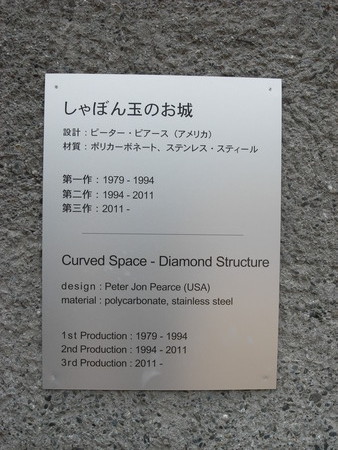 しゃぼん玉のお城
設計：ピーター・ピアース（アメリカ）
材質：ポリカーボネート、ステンレス・スティール
第一作：1979 - 1994
第二作：1994 - 2011
第三作：2011 -
Curved Space - Diamond Structure
design : Peter Jon Pearce (USA)
material : polycarbonate, stainless steel
1st Production : 1979 - 1994
2nd Production : 1994 - 2011
3rd Production : 2011 -